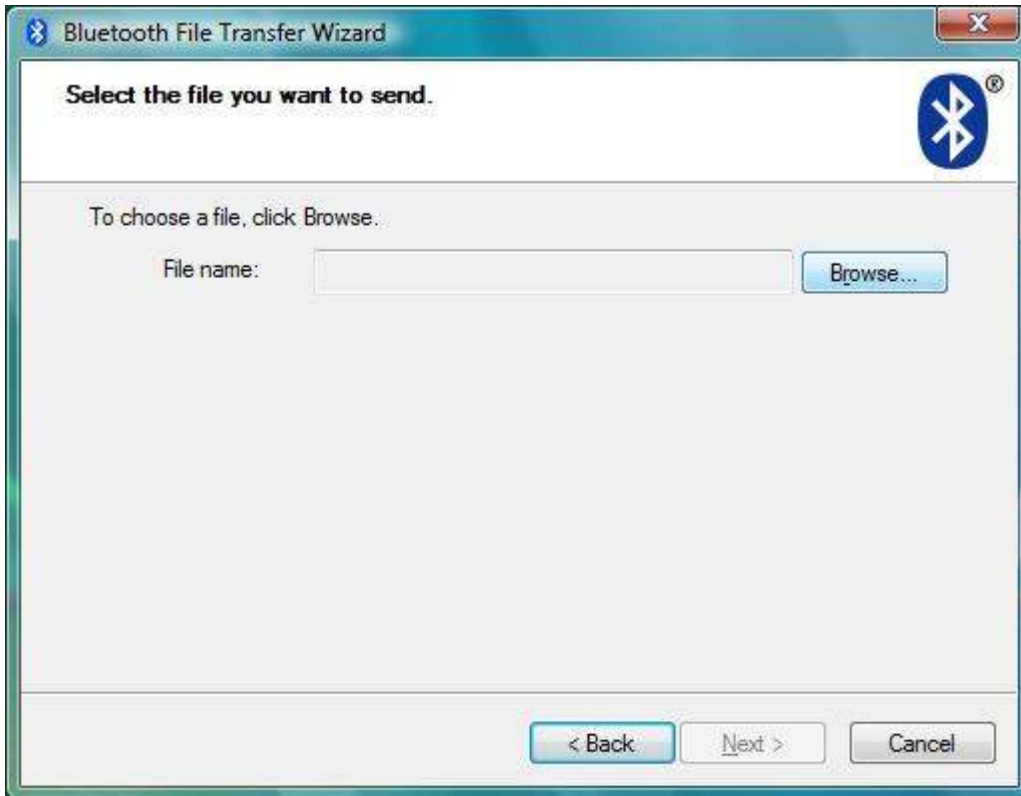 Bluetooth File Transfer Wizard
X
Select the file you want to send.
®
To choose a file, click Browse.
File name:
Browse...
< Back
Next >
Cancel